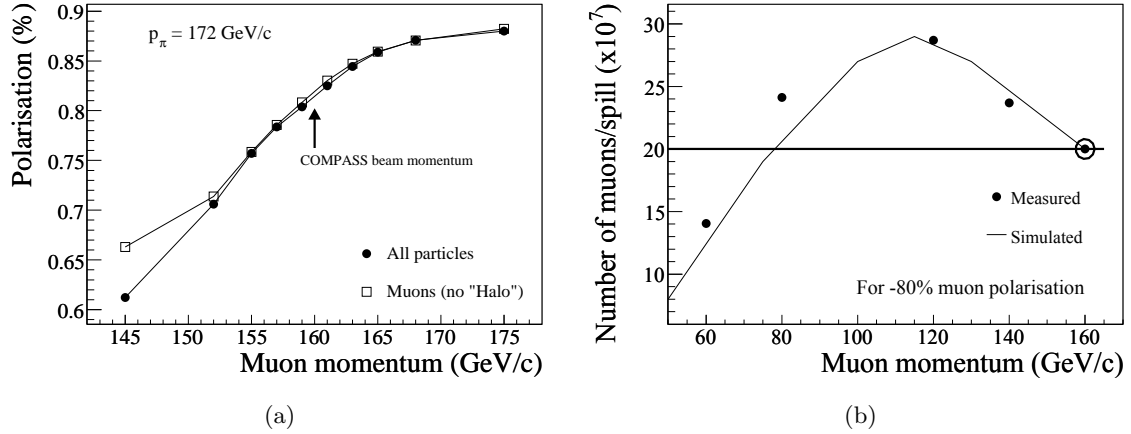 Polarisation (%)
0.9
0.85
0.8
0.75
0.7
0.65
0.6
p_π = 172 GeV/c
COMPASS beam momentum
All particles
Muons (no "Halo")
145 150 155 160 165 170 175
Muon momentum (GeV/c)
(a)
Number of muons/spill (x10^7)
30
25
20
15
10
Measured
Simulated
For -80% muon polarisation
60 80 100 120 140 160
Muon momentum (GeV/c)
(b)